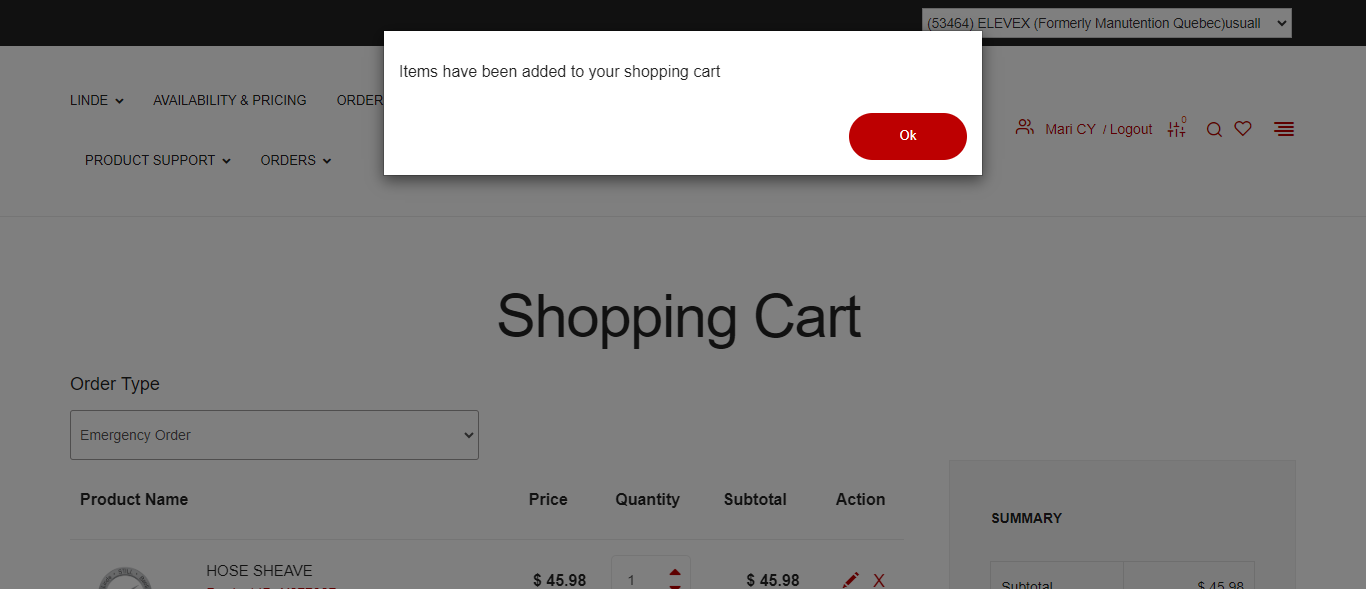 (53464) ELEVEX (Formerly Manutention Quebec)usuall
Items have been added to your shopping cart
Ok
LINDE
AVAILABILITY & PRICING
ORDER
PRODUCT SUPPORT
ORDERS
Mari CY / Logout
0
Shopping Cart
Order Type
Emergency Order
Product Name Price Quantity Subtotal Action
HOSE SHEAVE
$ 45.98 1 $ 45.98 X
SUMMARY
Subtotal $ 45.98